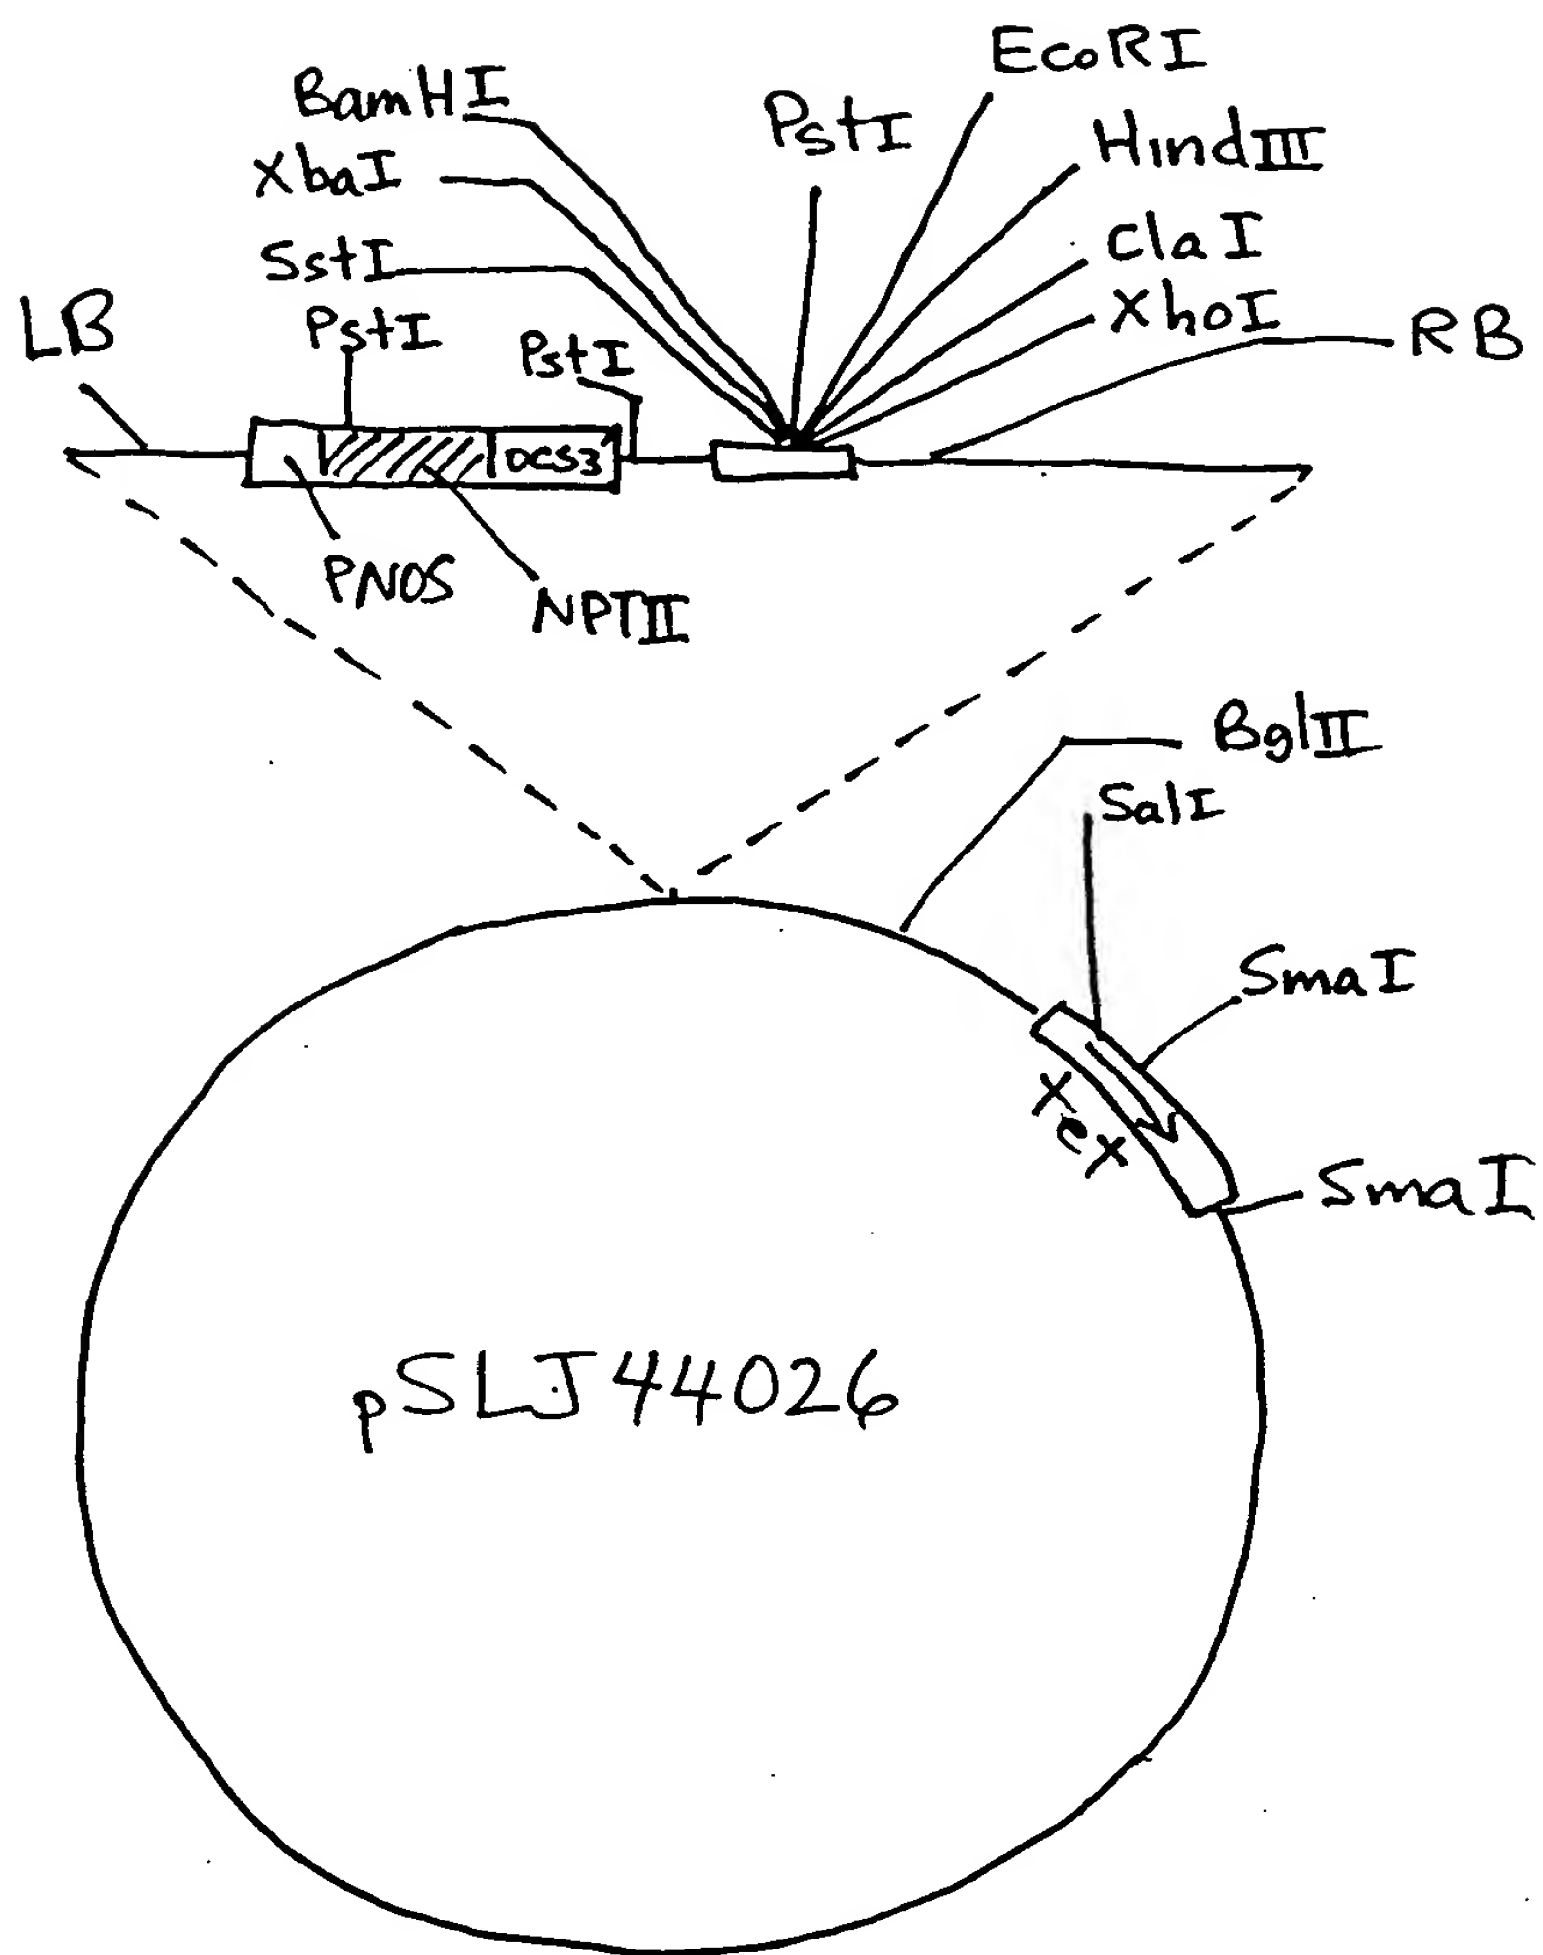 EcoRI
BamHI
PstI
HindIII
XbaI
ClaI
SstI
XhoI
LB
PstI
PstI
RB
OCS3'
PNOS
NPTII
BglII
SalI
SmaI
XeX
SmaI
pSLJ44026